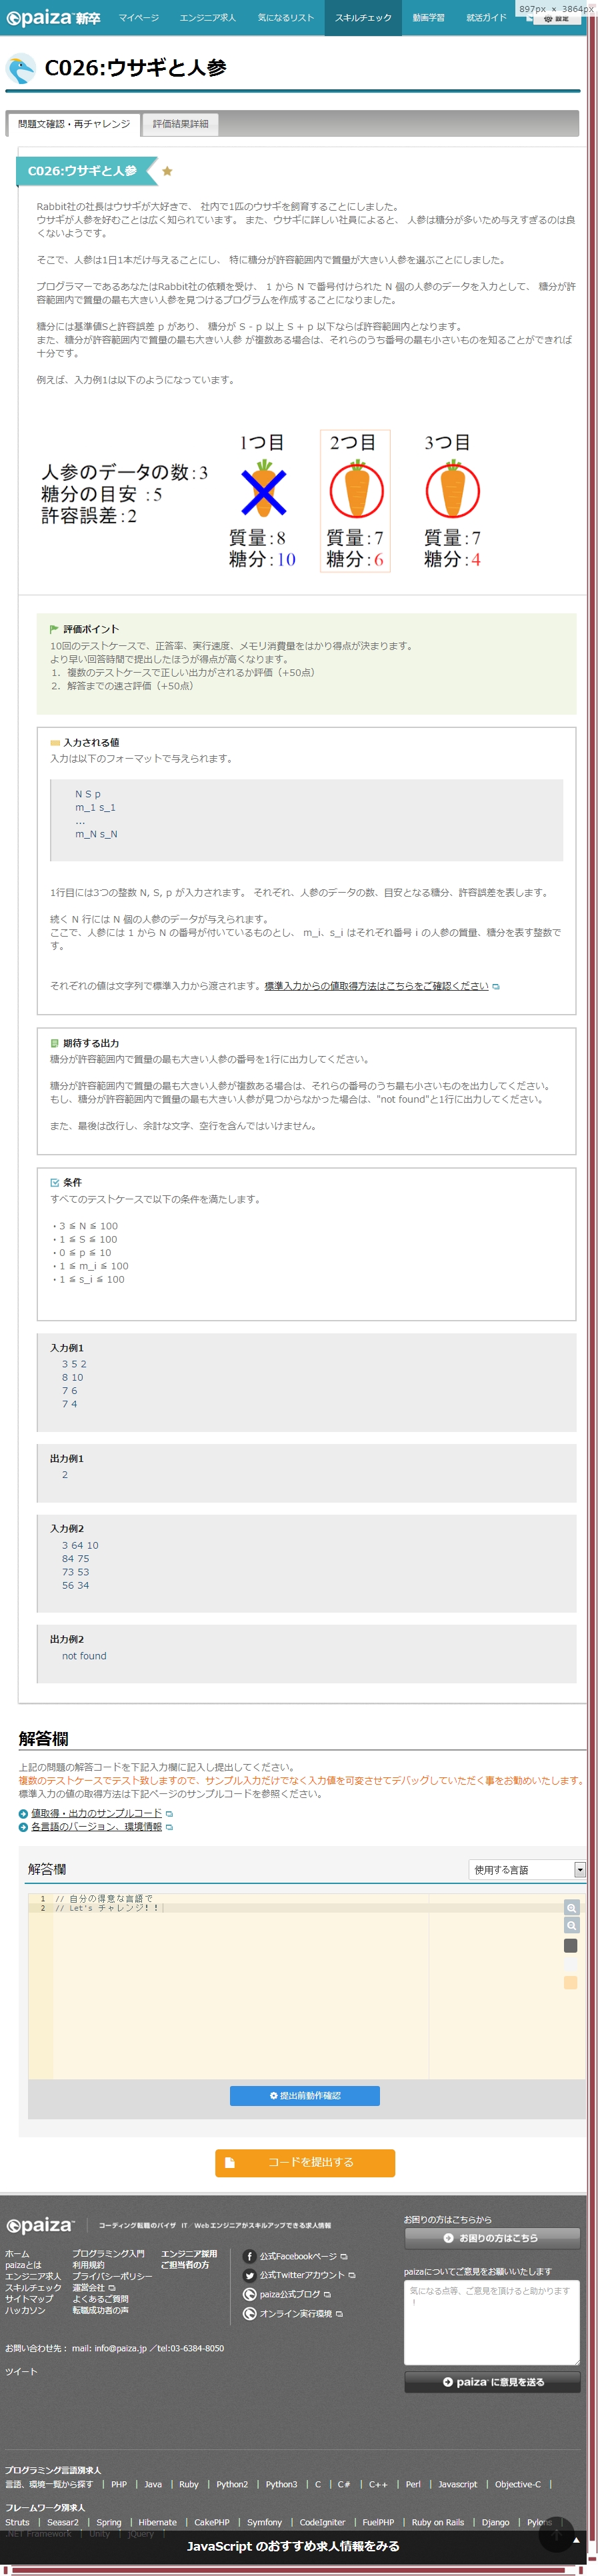 897px × 3864px
paiza新卒 マイページ エンジニア求人 気になるリスト スキルチェック 動画学習 就活ガイド 設定
C026:ウサギと人参
問題文確認・再チャレンジ 評価結果詳細
C026:ウサギと人参
Rabbit社の社長はウサギが大好きで、 社内で1匹のウサギを飼育することにしました。
ウサギが人参を好むことは広く知られています。 また、ウサギに詳しい社員によると、 人参は糖分が多いため与えすぎるのは良
くないようです。
そこで、人参は1日1本だけ与えることにし、 特に糖分が許容範囲内で質量が大きい人参を選ぶことにしました。
プログラマーであるあなたはRabbit社の依頼を受け、 1 から N で番号付けられた N 個の人参のデータを入力として、 糖分が許
容範囲内で質量の最も大きい人参を見つけるプログラムを作成することになりました。
糖分には基準値Sと許容誤差 p があり、 糖分が S - p 以上 S + p 以下ならば許容範囲内となります。
また、糖分が許容範囲内で質量の最も大きい人参 が複数ある場合は、それらのうち番号の最も小さいものを知ることができれば
十分です。
例えば、入力例1は以下のようになっています。
1つ目 2つ目 3つ目
人参のデータの数:3
糖分の目安 :5
許容誤差:2
質量:8 質量:7 質量:7
糖分:10 糖分:6 糖分:4
評価ポイント
10回のテストケースで、正答率、実行速度、メモリ消費量をはかり得点が決まります。
より早い回答時間で提出したほうが得点が高くなります。
1. 複数のテストケースで正しい出力がされるか評価（+50点）
2. 解答までの速さ評価（+50点）
入力される値
入力は以下のフォーマットで与えられます。
N S p
m_1 s_1
...
m_N s_N
1行目には3つの整数 N, S, p が入力されます。 それぞれ、人参のデータの数、目安となる糖分、許容誤差を表します。
続く N 行には N 個の人参のデータが与えられます。
ここで、人参には 1 から N の番号が付いているものとし、 m_i、s_i はそれぞれ番号 i の人参の質量、糖分を表す整数で
す。
それぞれの値は文字列で標準入力から渡されます。標準入力からの値取得方法はこちらをご確認ください
期待する出力
糖分が許容範囲内で質量の最も大きい人参の番号を1行に出力してください。
糖分が許容範囲内で質量の最も大きい人参が複数ある場合は、それらの番号のうち最も小さいものを出力してください。
もし、糖分が許容範囲内で質量の最も大きい人参が見つからなかった場合は、"not found"と1行に出力してください。
また、最後は改行し、余計な文字、空行を含んではいけません。
条件
すべてのテストケースで以下の条件を満たします。
・3 ≦ N ≦ 100
・1 ≦ S ≦ 100
・0 ≦ p ≦ 10
・1 ≦ m_i ≦ 100
・1 ≦ s_i ≦ 100
入力例1
3 5 2
8 10
7 6
7 4
出力例1
2
入力例2
3 64 10
84 75
73 53
56 34
出力例2
not found
解答欄
上記の問題の解答コードを下記入力欄に記入し提出してください。
複数のテストケースでテスト致しますので、サンプル入力だけでなく入力値を可変させてデバッグしていただく事をお勧めいたします。
標準入力の値の取得方法は下記ページのサンプルコードを参照ください。
値取得・出力のサンプルコード
各言語のバージョン、環境情報
解答欄 使用する言語
1 // 自分の得意な言語で
2 // Let's チャレンジ！！
提出前動作確認
コードを提出する
paiza コーディング転職のパイザ IT／Webエンジニアがスキルアップできる求人情報
お困りの方はこちらから
お困りの方はこちら
ホーム プログラミング入門 エンジニア採用
paizaとは 利用規約 ご担当者の方
エンジニア求人 プライバシーポリシー
スキルチェック 運営会社
サイトマップ よくあるご質問
ハッカソン 転職成功者の声
公式Facebookページ
公式Twitterアカウント
paiza公式ブログ
オンライン実行環境
paizaについてご意見をお願いいたします
気になる点等、ご意見を頂けると助かります
！
paizaに意見を送る
お問い合わせ先： mail: info@paiza.jp ／tel:03-6384-8050
ツイート
プログラミング言語別求人
言語、環境一覧から探す | PHP | Java | Ruby | Python2 | Python3 | C | C# | C++ | Perl | Javascript | Objective-C |
フレームワーク別求人
Struts | Seasar2 | Spring | Hibernate | CakePHP | Symfony | CodeIgniter | FuelPHP | Ruby on Rails | Django | Pylons |
.NET Framework | Unity | jQuery |
JavaScript のおすすめ求人情報をみる